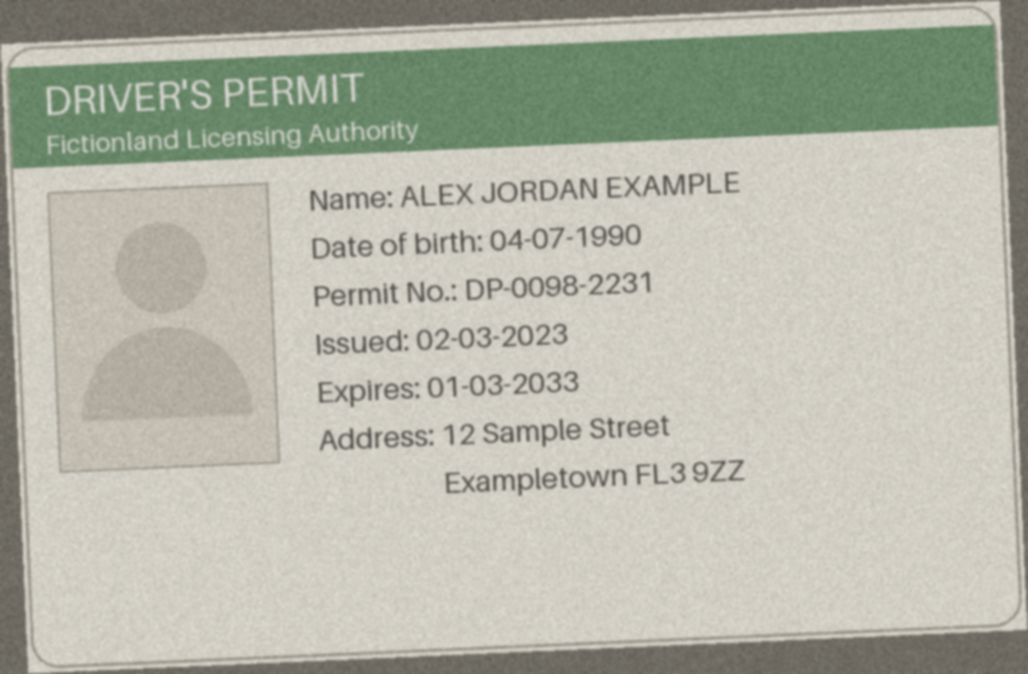 DRIVER'S PERMIT
Fictionland Licensing Authority
Name: ALEX JORDAN EXAMPLE
Date of birth: 04-07-1990
Permit No.: DP-0098-2231
Issued: 02-03-2023
Expires: 01-03-2033
Address: 12 Sample Street
Exampletown FL3 9ZZ